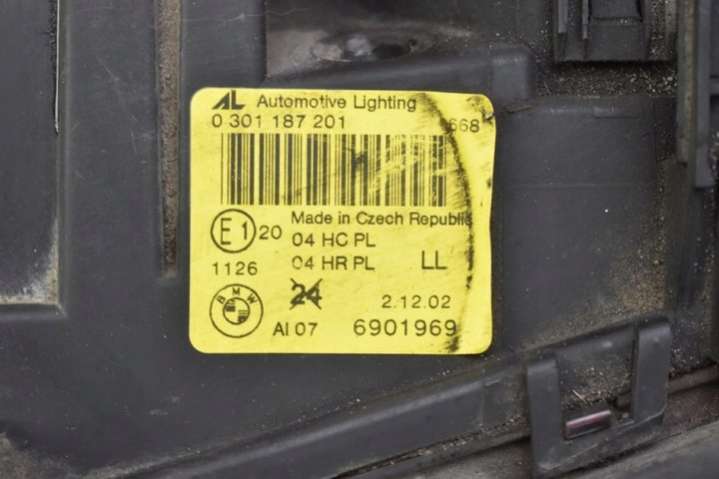 AL Automotive Lighting
0 301 187 201 668
E1 20 Made in Czech Republic
04 HC PL
1126 04 HR PL LL
BMW 24 2.12.02
AI 07 6901969